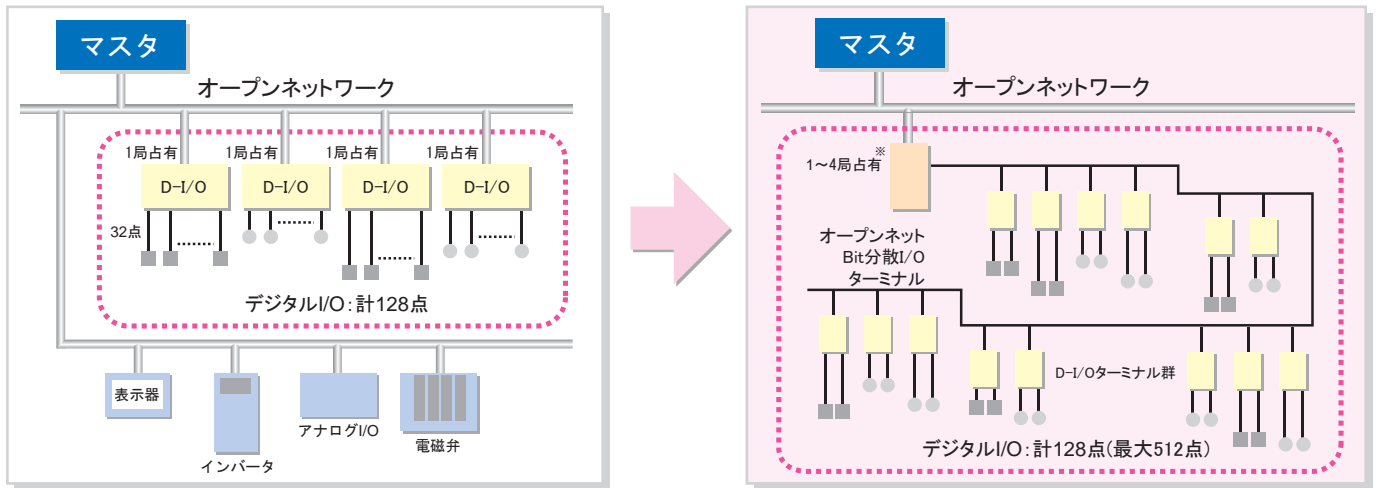 マスタ
オープンネットワーク
1局占有
1局占有
1局占有
1局占有
D-I/O
D-I/O
D-I/O
D-I/O
32点
デジタルI/O：計128点
表示器
インバータ
アナログI/O
電磁弁
マスタ
オープンネットワーク
※
1～4局占有
オープンネット
Bit分散I/O
ターミナル
D-I/Oターミナル群
デジタルI/O：計128点(最大512点)